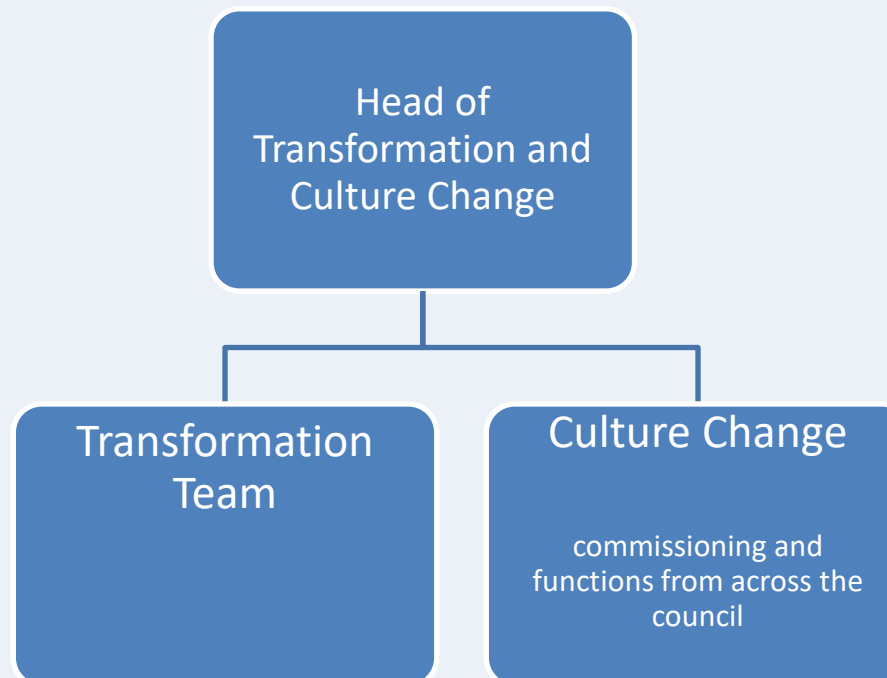 Head of
Transformation and
Culture Change
Transformation
Team
Culture Change
commissioning and
functions from across the
council